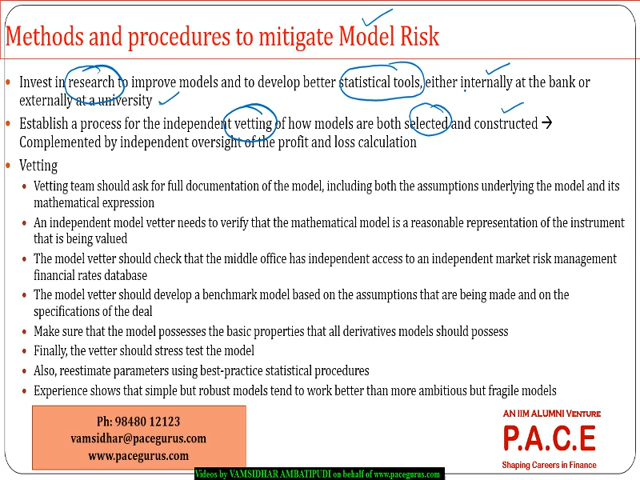 Methods and procedures to mitigate Model Risk
• Invest in research to improve models and to develop better statistical tools, either internally at the bank or
externally at a university
• Establish a process for the independent vetting of how models are both selected and constructed →
Complemented by independent oversight of the profit and loss calculation
• Vetting
• Vetting team should ask for full documentation of the model, including both the assumptions underlying the model and its
mathematical expression
• An independent model vetter needs to verify that the mathematical model is a reasonable representation of the instrument
that is being valued
• The model vetter should check that the middle office has independent access to an independent market risk management
financial rates database
• The model vetter should develop a benchmark model based on the assumptions that are being made and on the
specifications of the deal
• Make sure that the model possesses the basic properties that all derivatives models should possess
• Finally, the vetter should stress test the model
• Also, reestimate parameters using best-practice statistical procedures
• Experience shows that simple but robust models tend to work better than more ambitious but fragile models
Ph: 98480 12123
vamsidhar@pacegurus.com
www.pacegurus.com
AN IIM ALUMNI VENTURE
P.A.C.E
Shaping Careers in Finance
Videos by VAMSIDHAR AMBATIPUDI on behalf of www.pacegurus.com